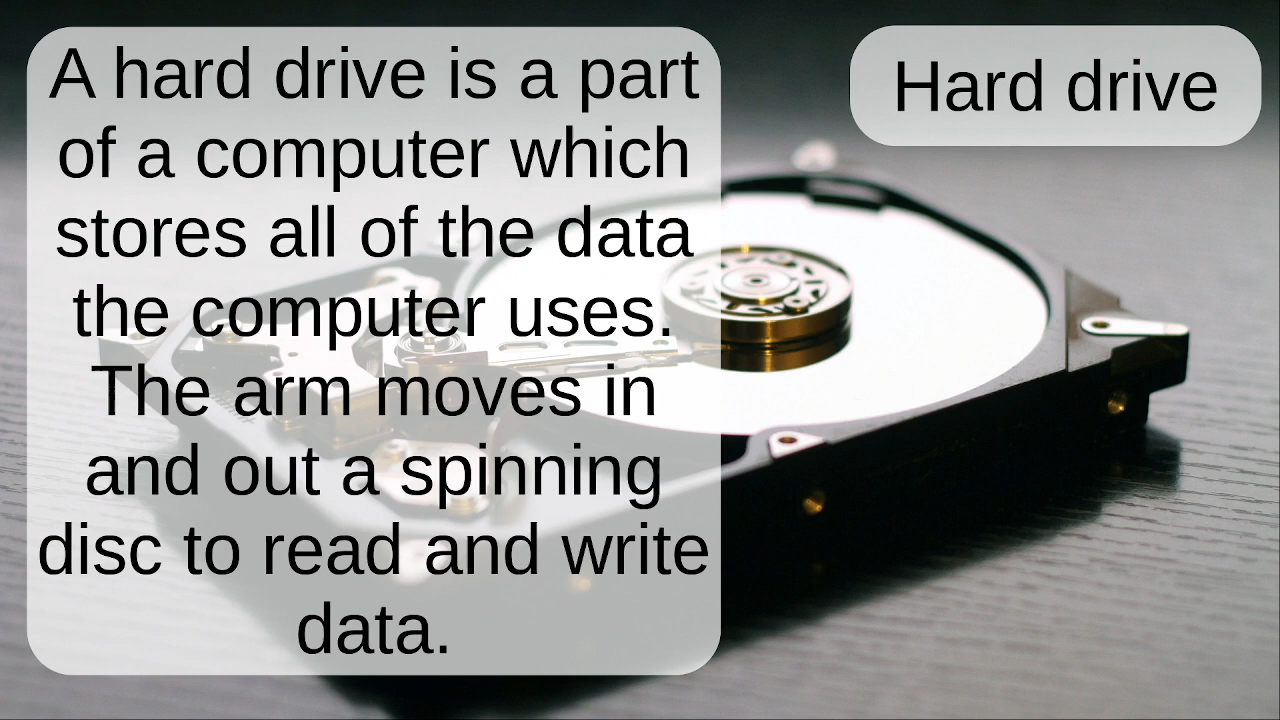 A hard drive is a part
of a computer which
stores all of the data
the computer uses.
The arm moves in
and out a spinning
disc to read and write
data.
Hard drive